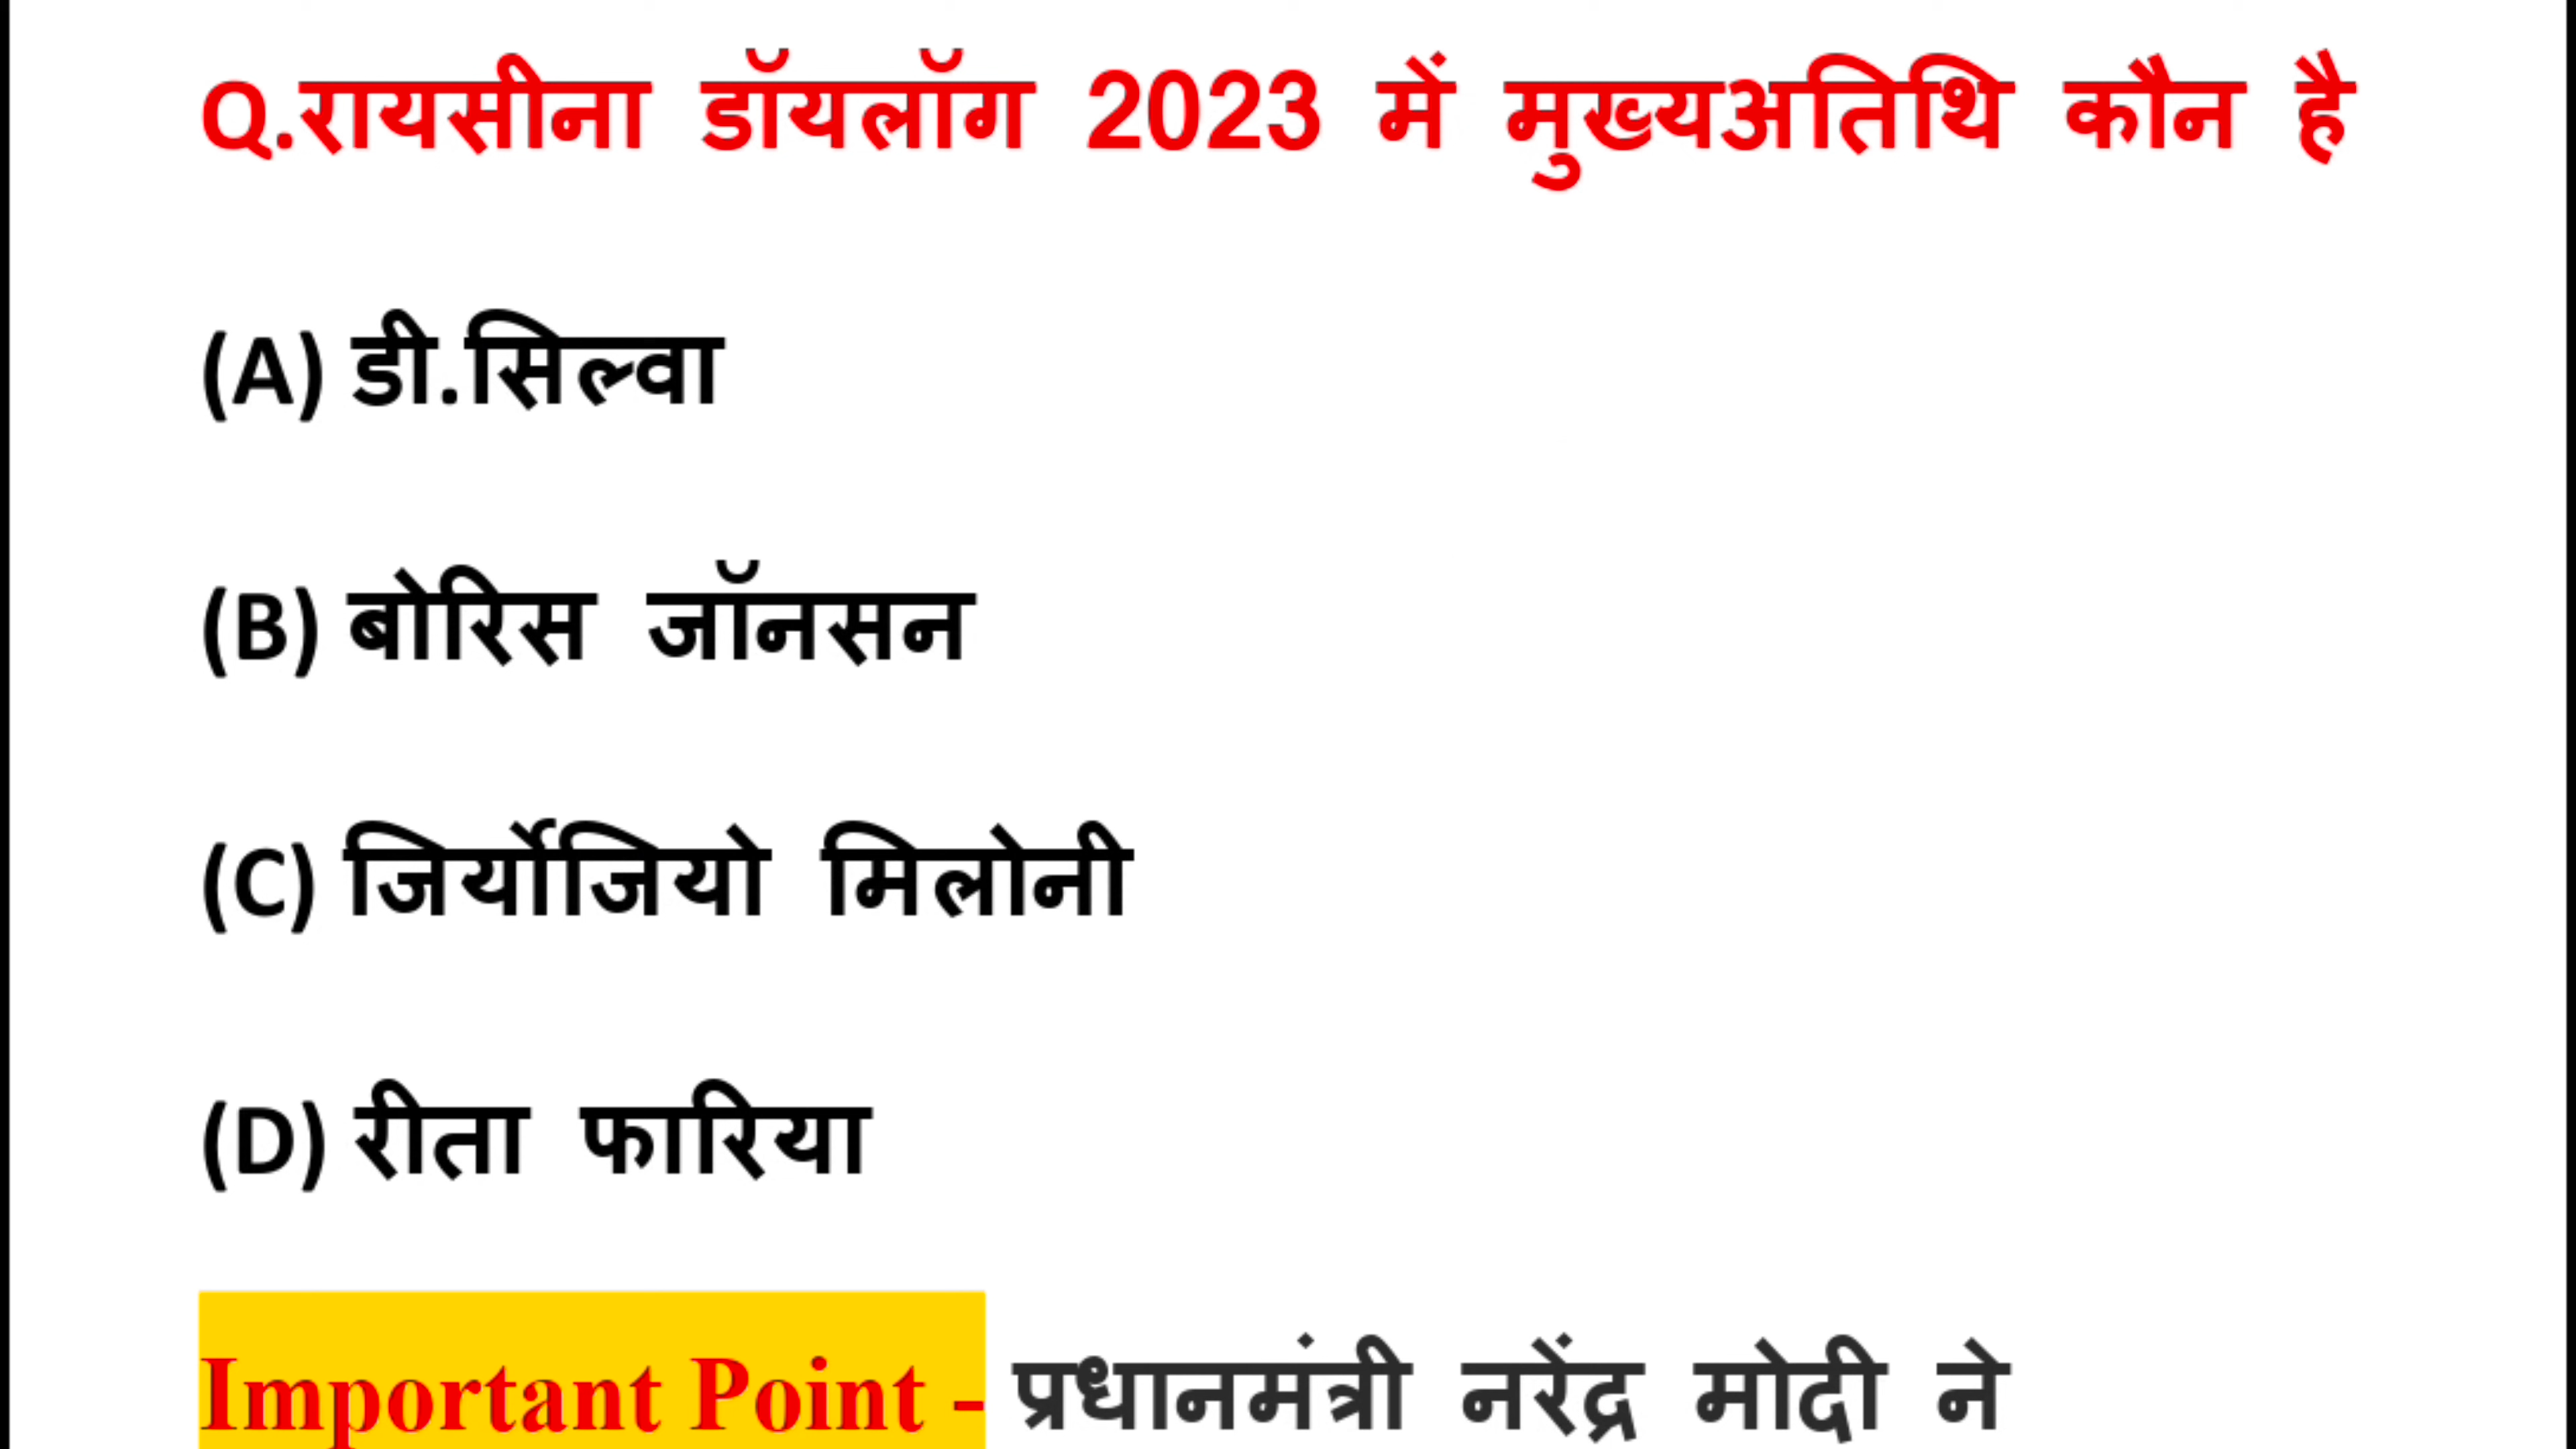 Q.रायसीना डॉयलॉग 2023 में मुख्यअतिथि कौन है
(A) डी.सिल्वा
(B) बोरिस जॉनसन
(C) जिर्योजियो मिलोनी
(D) रीता फारिया
Important Point - प्रधानमंत्री नरेंद्र मोदी ने